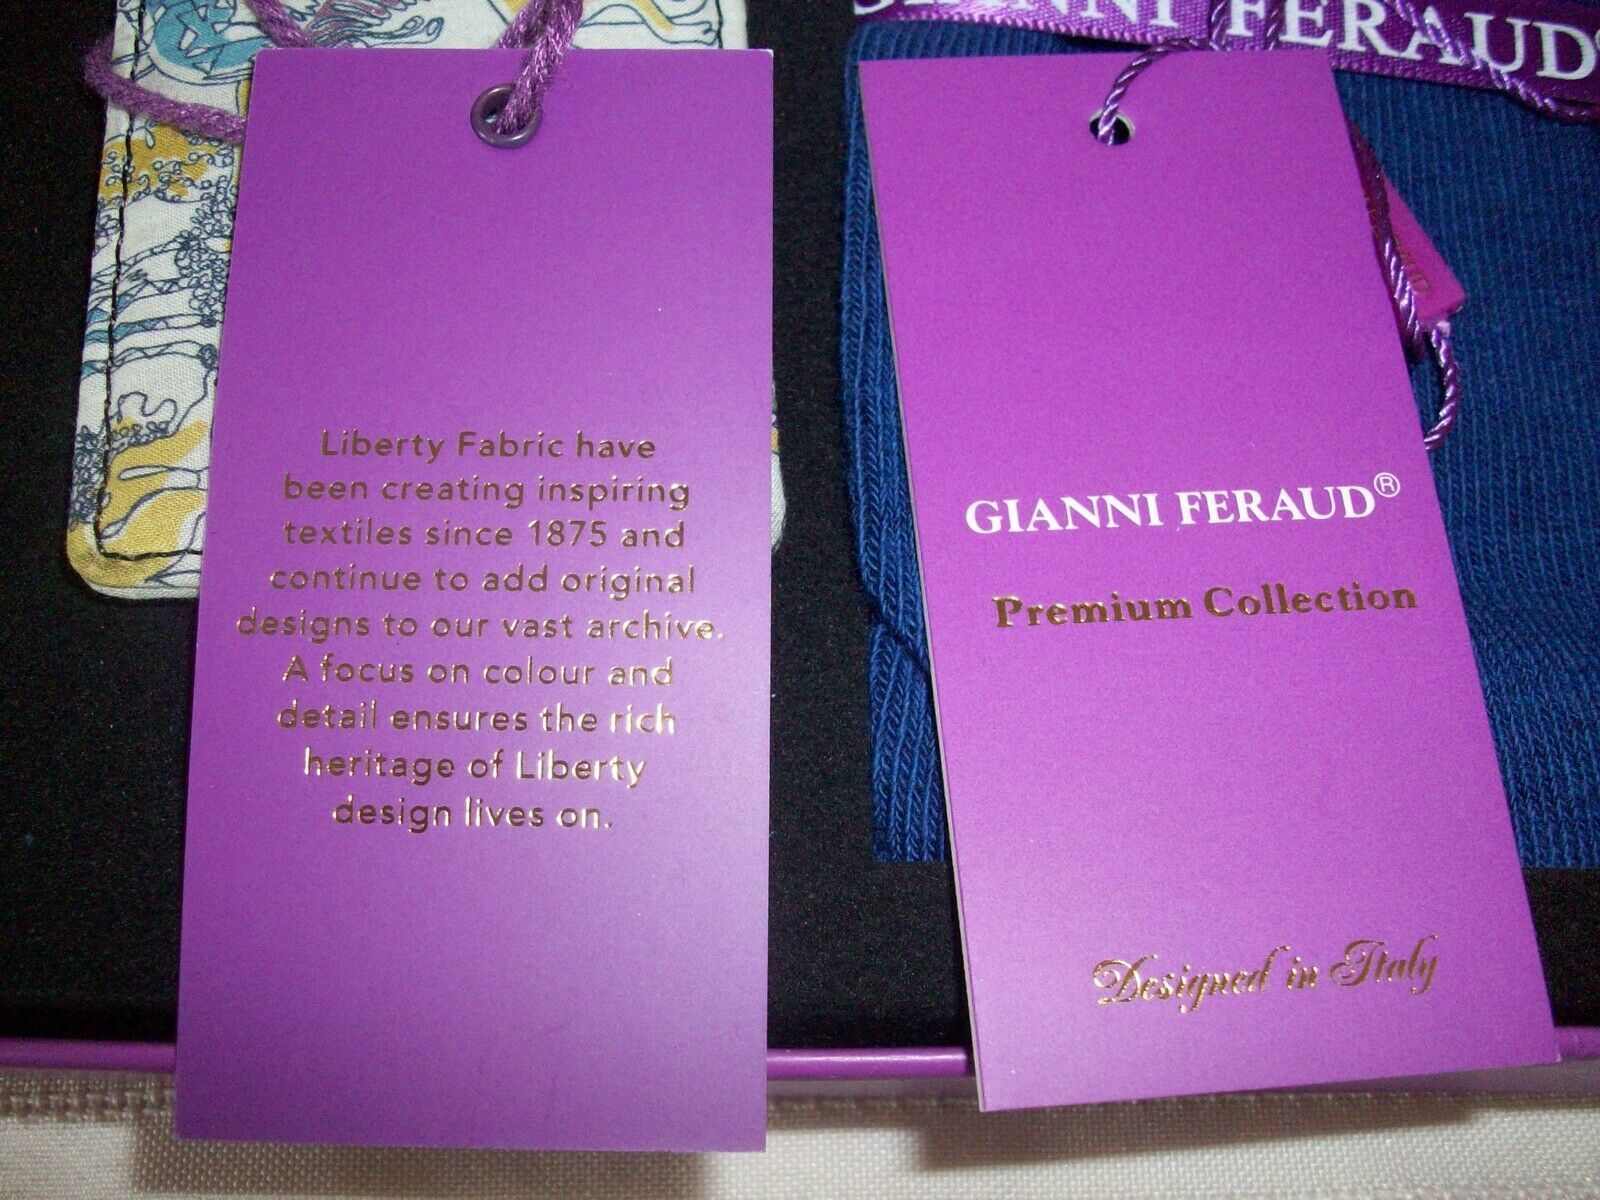 GIANNI FERAUD®
Liberty Fabric have
been creating inspiring
textiles since 1875 and
continue to add original
designs to our vast archive.
A focus on colour and
detail ensures the rich
heritage of Liberty
design lives on.
GIANNI FERAUD®
Premium Collection
Designed in Italy